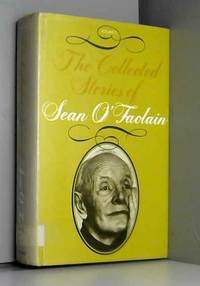 The Collected
Stories of
Sean O'Faolain